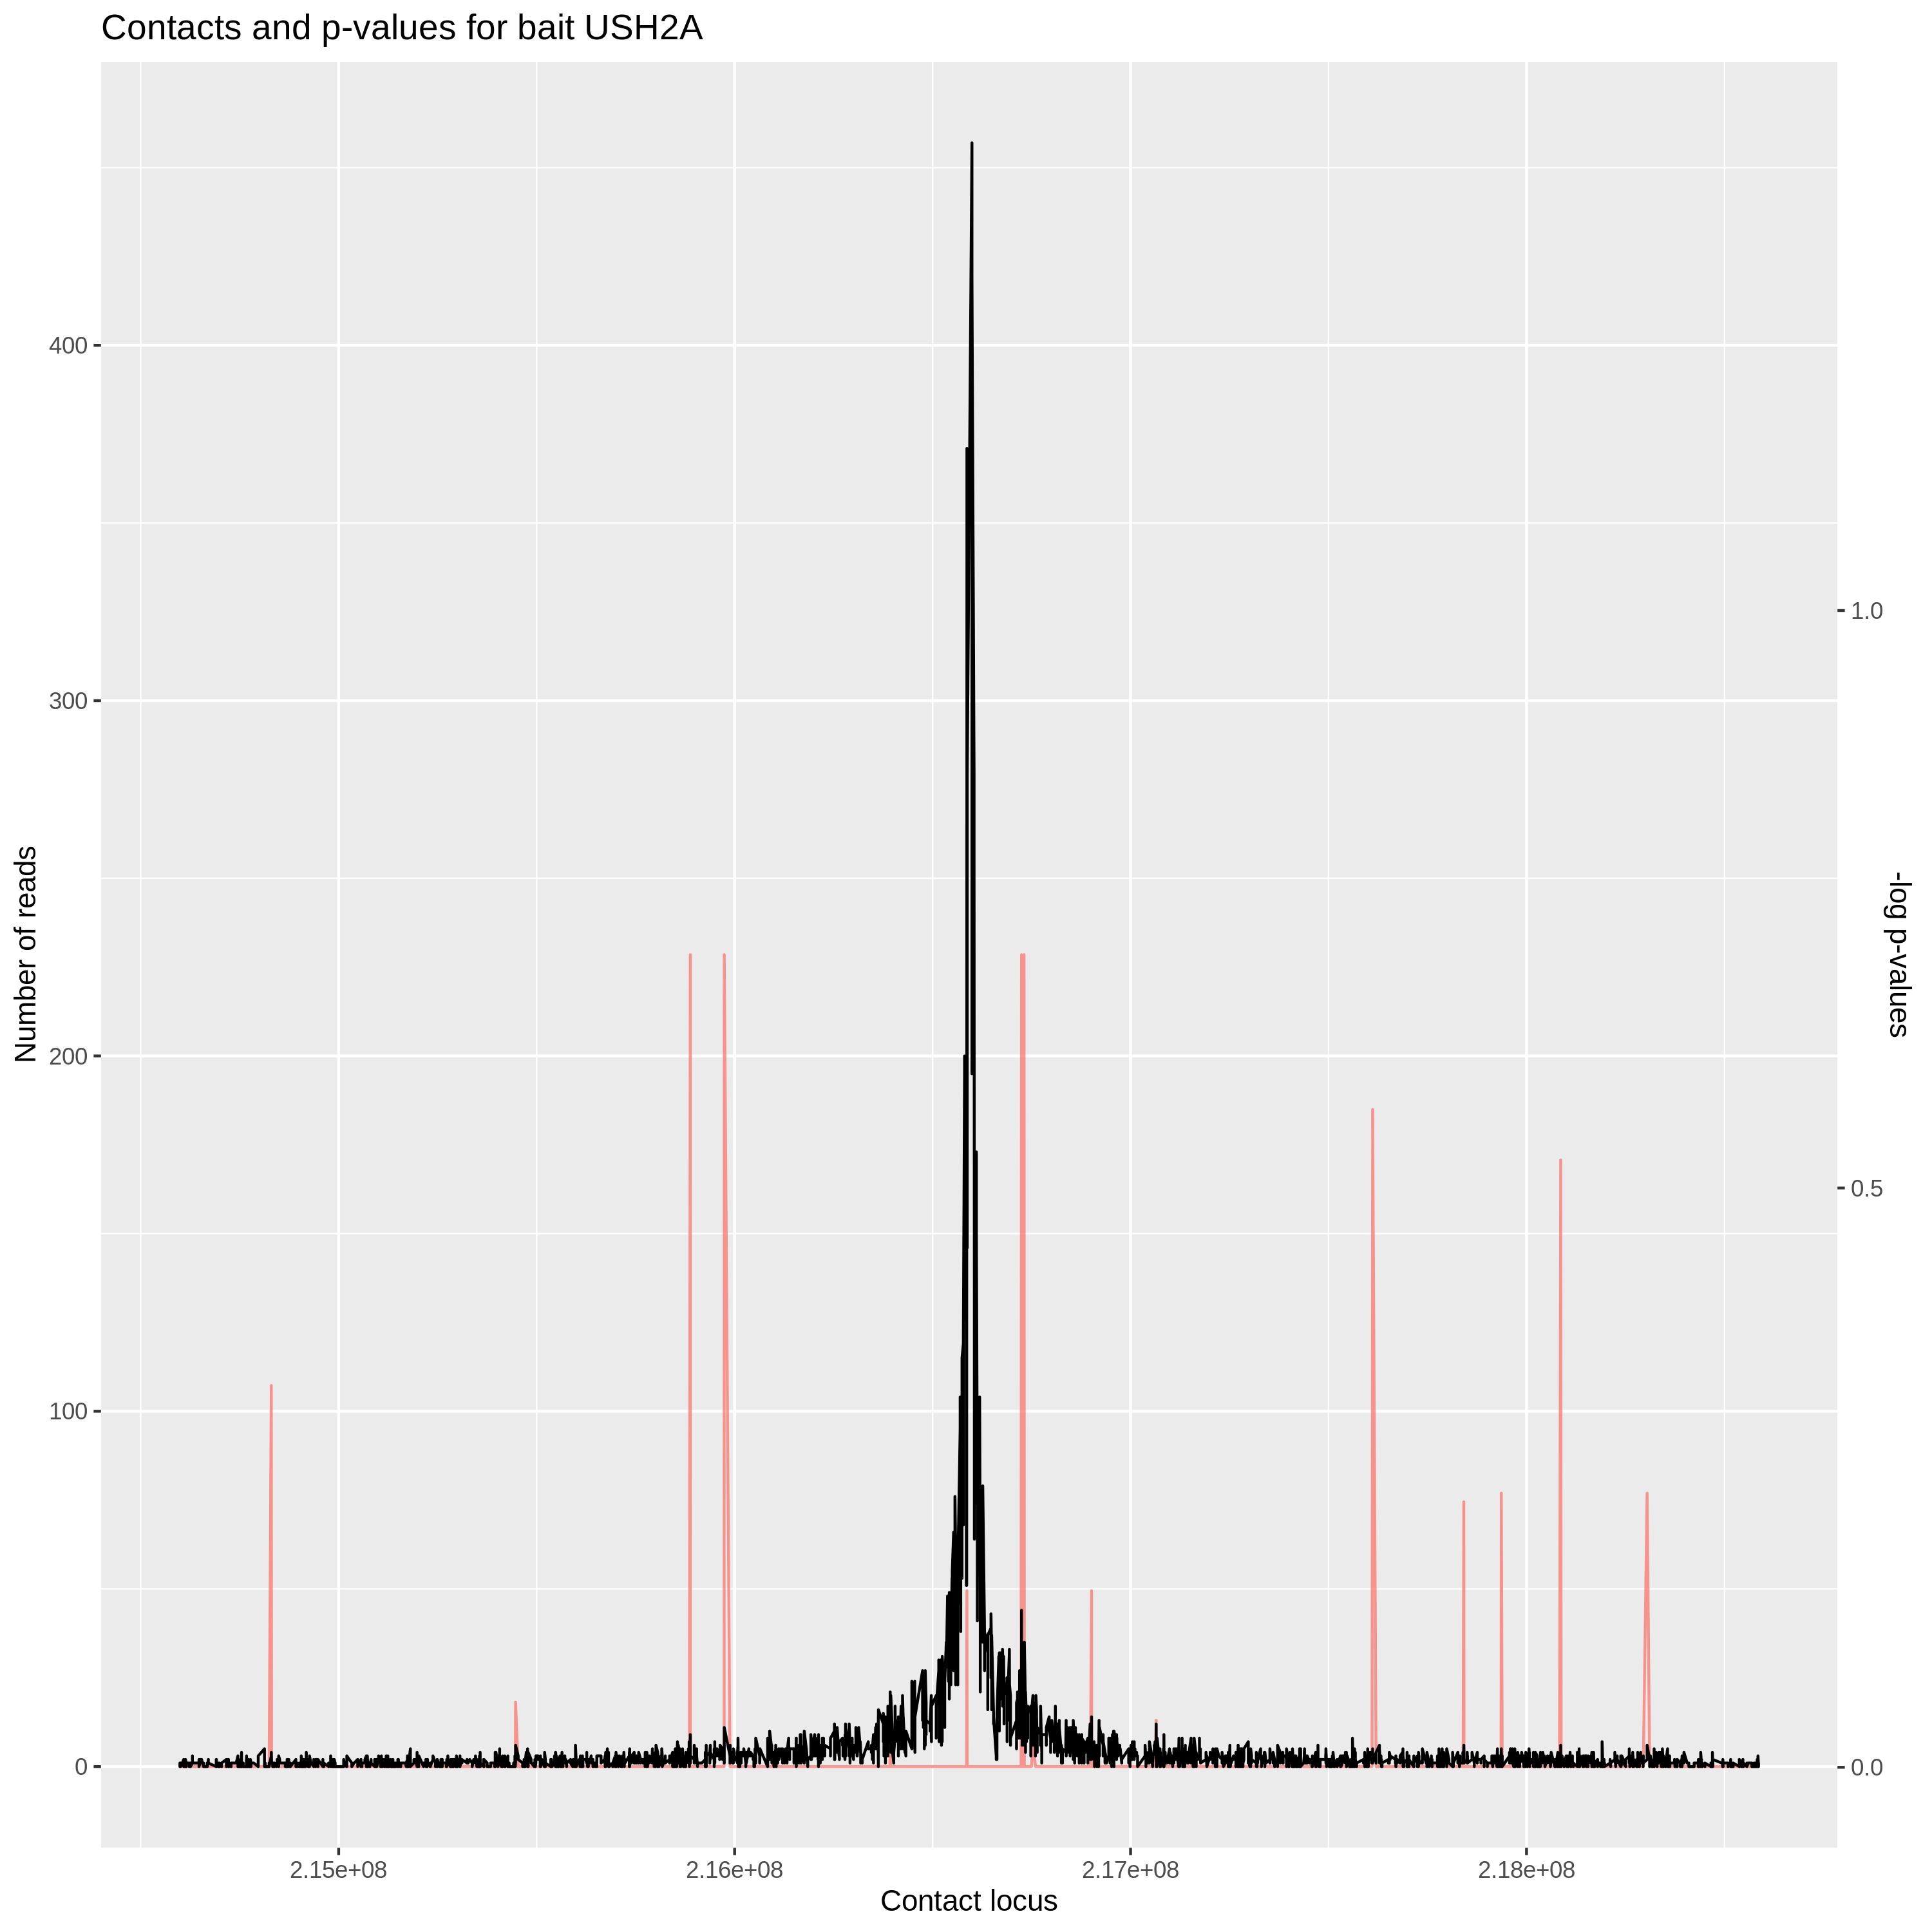 Contacts and p-values for bait USH2A
Number of reads
400
300
200
100
0
1.0
0.5
0.0
-log p-values
2.15e+08
2.16e+08
2.17e+08
2.18e+08
Contact locus